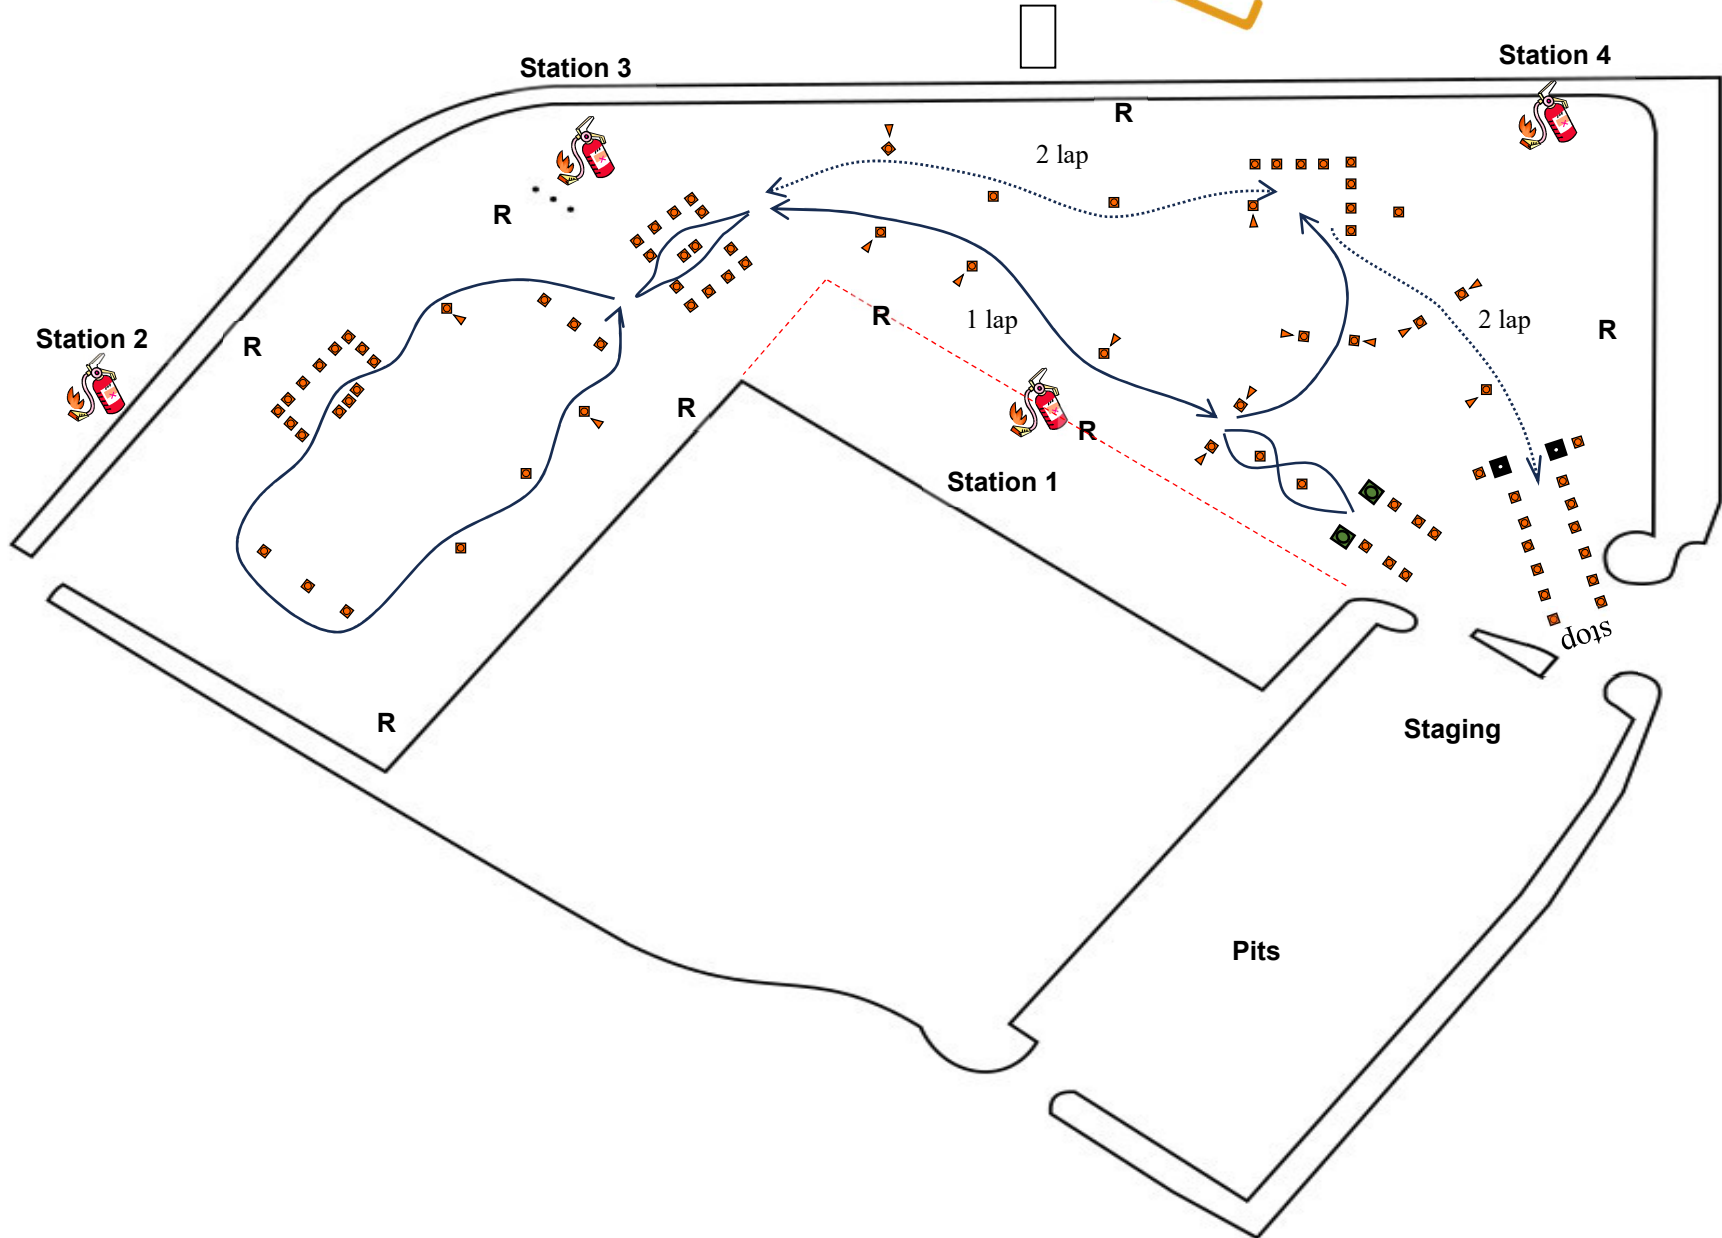 Station 4
Station 3
R
2 lap
R
R
1 lap
2 lap
R
Station 2
R
R
R
Station 1
stop
R
Staging
Pits